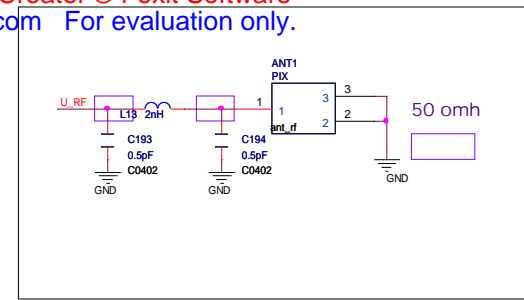 Creator © Foxit Software
com For evaluation only.
ANT1
PIX
U_RF
L13 2nH
1
1
3
3
2
2
ant_rf
50 omh
C193
0.5pF
C0402
C194
0.5pF
C0402
GND
GND
GND